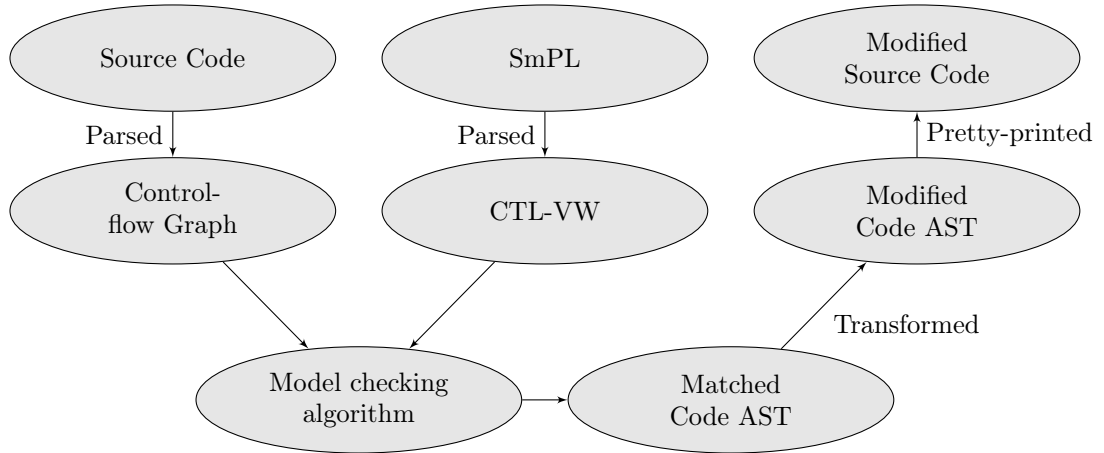 Source Code
SmPL
Modified
Source Code
Parsed
Parsed
Pretty-printed
Control-
flow Graph
CTL-VW
Modified
Code AST
Transformed
Model checking
algorithm
Matched
Code AST